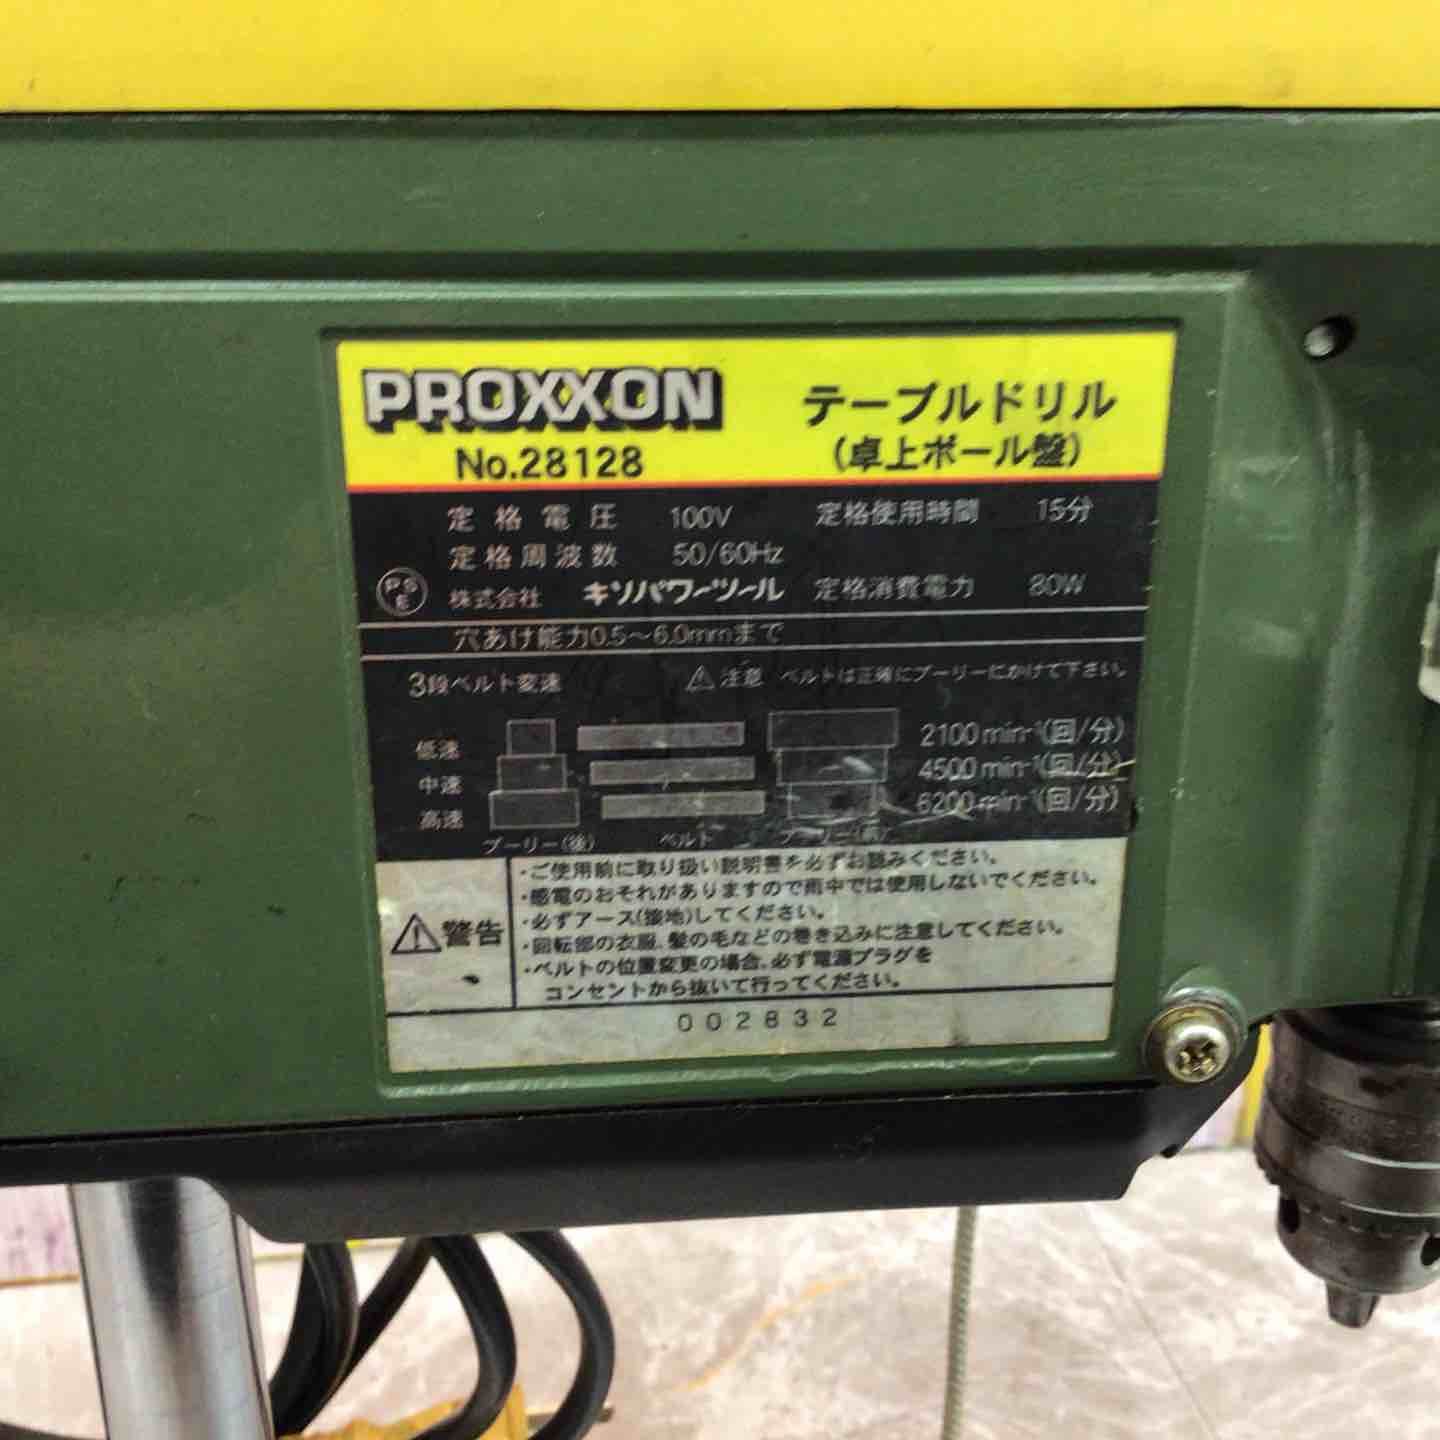 PROXXON
No.28128
テーブルドリル
(卓上ボール盤)
定格電圧 100V 定格使用時間 15分
定格周波数 50/60Hz
PSE 株式会社 キソパワーツール 定格消費電力 80W
穴あけ能力0.5～6.0mmまで
3段ベルト変速 注意 ベルトは正確にプーリーにかけて下さい。
低速 2100min-1(回/分)
中速 4500min-1(回/分)
高速 6200min-1(回/分)
プーリー(後) ベルト プーリー(前)
警告
・ご使用前に取り扱い説明書を必ずお読みください。
・感電のおそれがありますので雨中では使用しないでください。
・必ずアース(接地)してください。
・回転部の衣服、髪の毛などの巻き込みに注意してください。
・ベルトの位置変更の場合、必ず電源プラグを
コンセントから抜いて行ってください。
002832